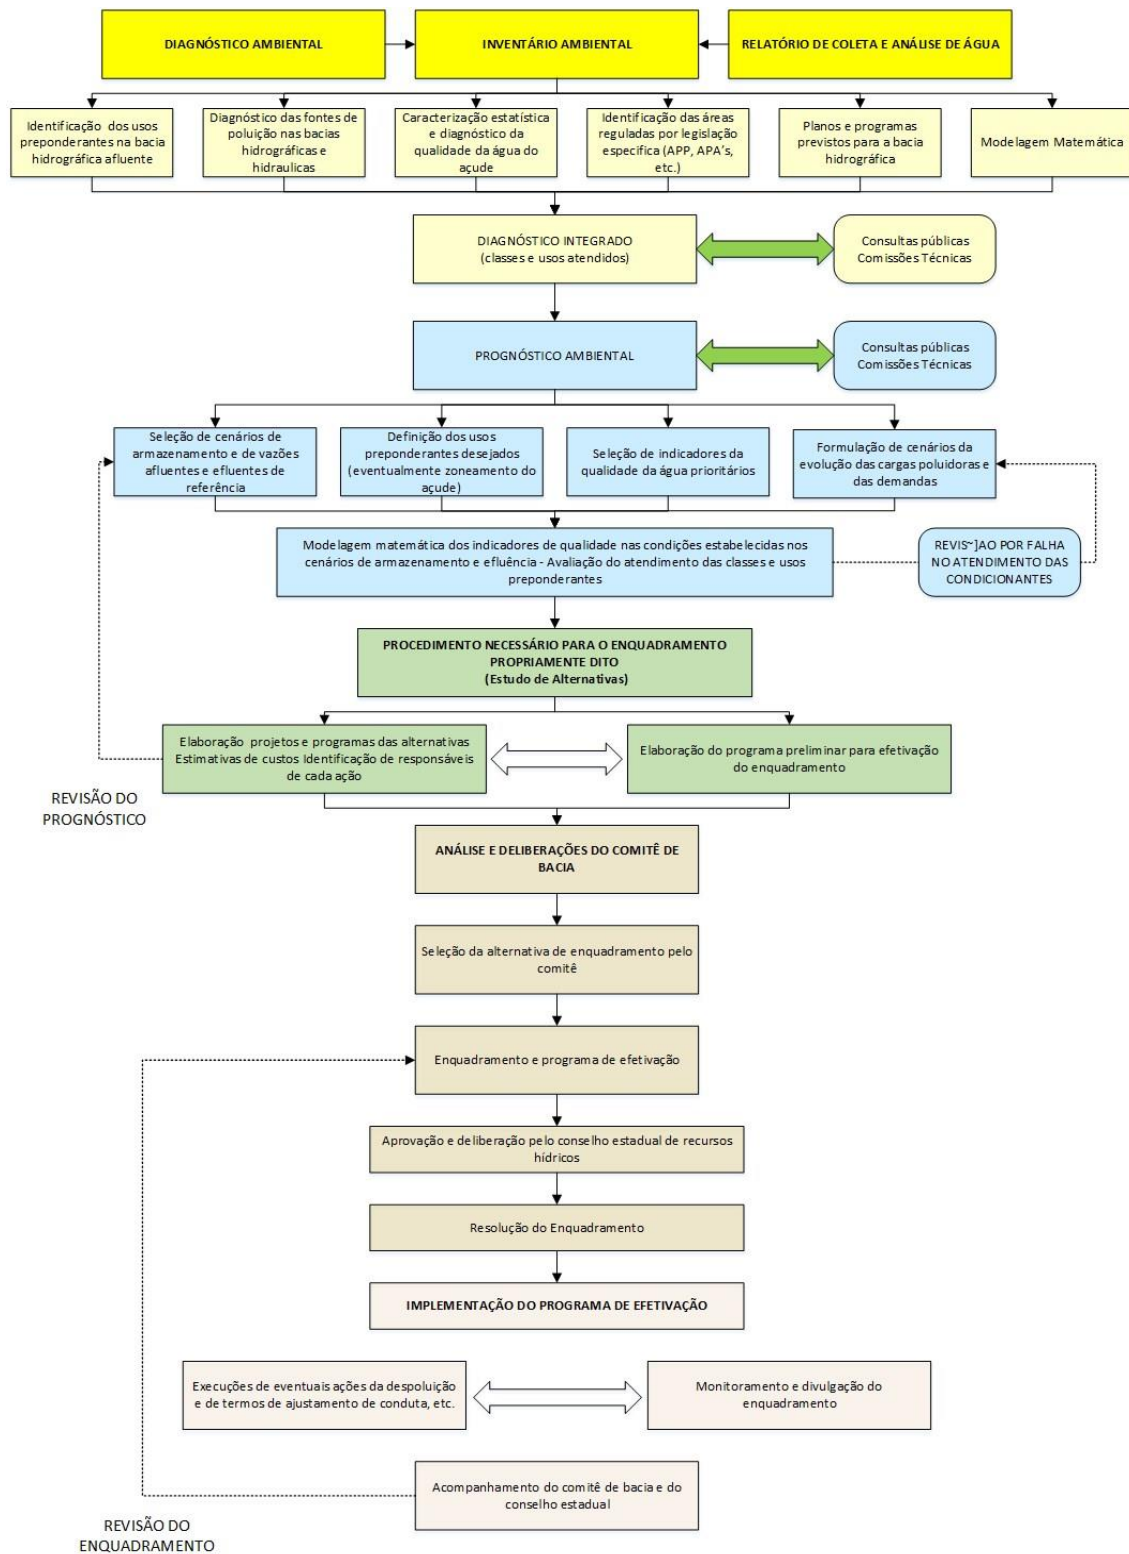 DIAGNÓSTICO AMBIENTAL
INVENTÁRIO AMBIENTAL
RELATÓRIO DE COLETA E ANÁLISE DE ÁGUA
Identificação dos usos
preponderantes na bacia
hidrográfica afluente
Diagnóstico das fontes de
poluição nas bacias
hidrográficas e
hidraulicas
Caracterização estatística
e diagnóstico da
qualidade da água do
açude
Identificação das áreas
reguladas por legislação
especifica (APP, APA's,
etc.)
Planos e programas
previstos para a bacia
hidrográfica
Modelagem Matemática
DIAGNÓSTICO INTEGRADO
(classes e usos atendidos)
Consultas públicas
Comissões Técnicas
PROGNÓSTICO AMBIENTAL
Consultas públicas
Comissões Técnicas
Seleção de cenários de
armazenamento e de vazões
afluentes e efluentes de
referência
Definição dos usos
preponderantes desejados
(eventualmente zoneamento do
açude)
Seleção de indicadores da
qualidade da água prioritários
Formulação de cenários da
evolução das cargas poluidoras e
das demandas
Modelagem matemática dos indicadores de qualidade nas condições estabelecidas nos
cenários de armazenamento e efluência - Avaliação do atendimento das classes e usos
preponderantes
REVIS~]AO POR FALHA
NO ATENDIMENTO DAS
CONDICIONANTES
PROCEDIMENTO NECESSÁRIO PARA O ENQUADRAMENTO
PROPRIAMENTE DITO
(Estudo de Alternativas)
Elaboração projetos e programas das alternativas
Estimativas de custos Identificação de responsáveis
de cada ação
Elaboração do programa preliminar para efetivação
do enquadramento
REVISÃO DO
PROGNÓSTICO
ANÁLISE E DELIBERAÇÕES DO COMITÊ DE
BACIA
Seleção da alternativa de enquadramento pelo
comitê
Enquadramento e programa de efetivação
Aprovação e deliberação pelo conselho estadual de recursos
hídricos
Resolução do Enquadramento
IMPLEMENTAÇÃO DO PROGRAMA DE EFETIVAÇÃO
Execuções de eventuais ações da despoluição
e de termos de ajustamento de conduta, etc.
Monitoramento e divulgação do
enquadramento
Acompanhamento do comitê de bacia e do
conselho estadual
REVISÃO DO
ENQUADRAMENTO